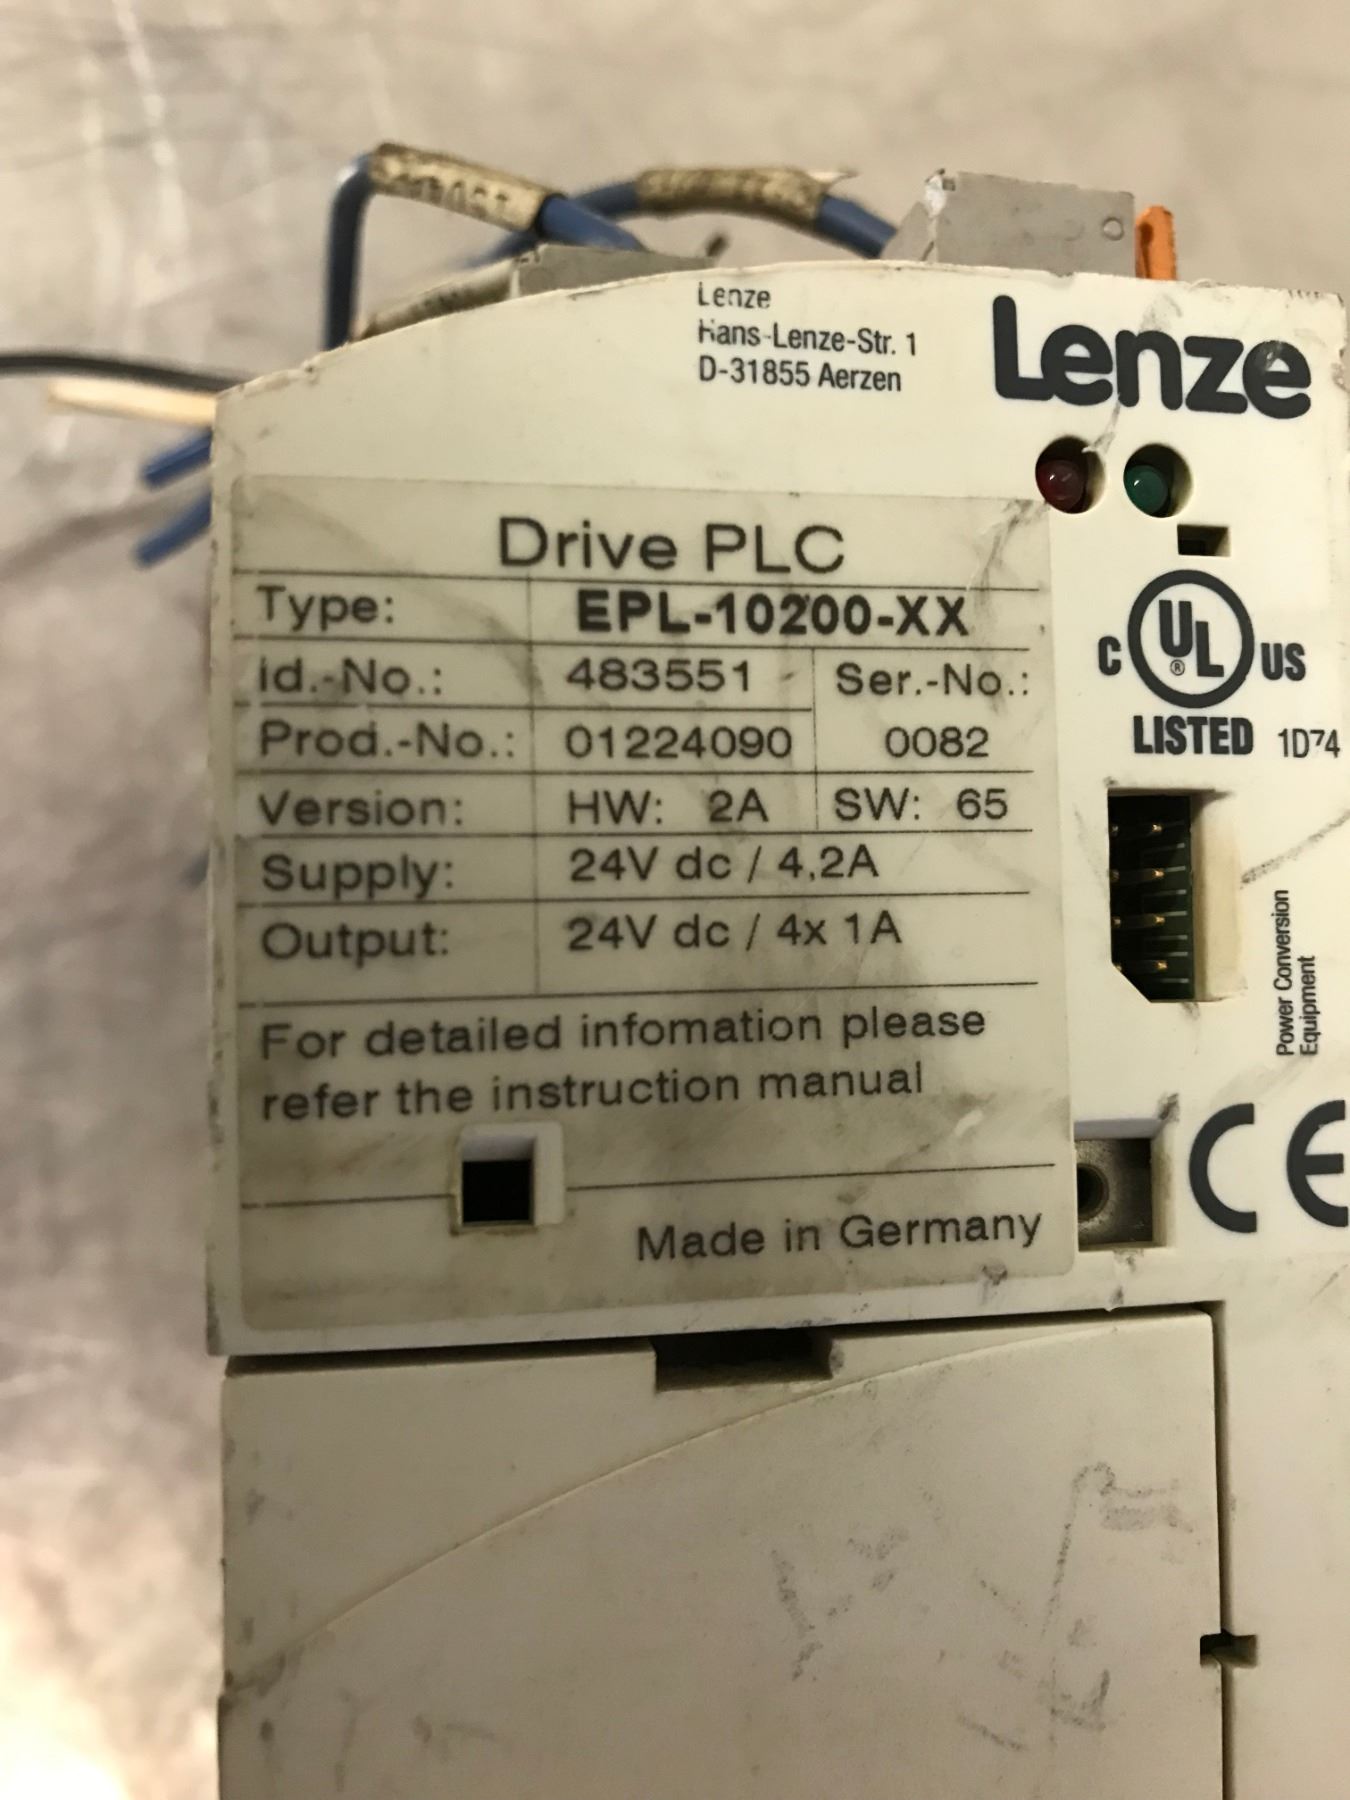 Lenze
Hans-Lenze-Str. 1
D-31855 Aerzen
Lenze
Drive PLC
Type: EPL-10200-XX
Id.-No.: 483551 Ser.-No.:
Prod.-No.: 01224090 0082
Version: HW: 2A SW: 65
Supply: 24V dc / 4,2A
Output: 24V dc / 4x 1A
For detailed infomation please
refer the instruction manual
Made in Germany
C UL ® US
LISTED 1D74
Power Conversion
Equipment
CE